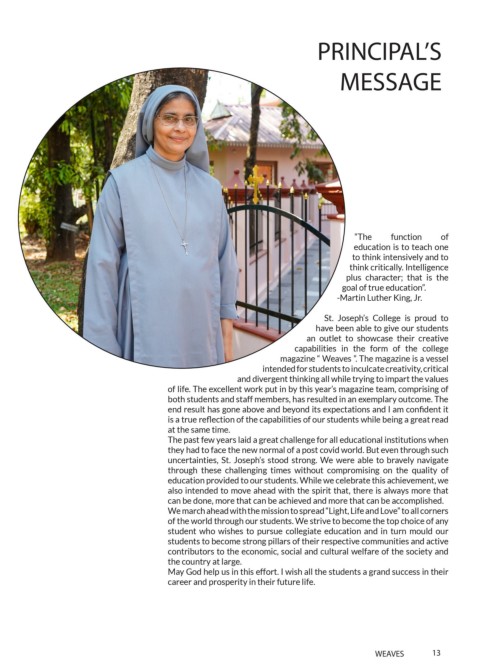 PRINCIPAL'S
MESSAGE
"The function of
education is to teach one
to think intensively and to
think critically. Intelligence
plus character; that is the
goal of true education".
-Martin Luther King, Jr.
St. Joseph's College is proud to
have been able to give our students
an outlet to showcase their creative
capabilities in the form of the college
magazine " Weaves ". The magazine is a vessel
intended for students to inculcate creativity, critical
and divergent thinking all while trying to impart the values
of life. The excellent work put in by this year's magazine team, comprising of
both students and staff members, has resulted in an exemplary outcome. The
end result has gone above and beyond its expectations and I am confident it
is a true reflection of the capabilities of our students while being a great read
at the same time.
The past few years laid a great challenge for all educational institutions when
they had to face the new normal of a post covid world. But even through such
uncertainties, St. Joseph's stood strong. We were able to bravely navigate
through these challenging times without compromising on the quality of
education provided to our students. While we celebrate this achievement, we
also intended to move ahead with the spirit that, there is always more that
can be done, more that can be achieved and more that can be accomplished.
We march ahead with the mission to spread "Light, Life and Love" to all corners
of the world through our students. We strive to become the top choice of any
student who wishes to pursue collegiate education and in turn mould our
students to become strong pillars of their respective communities and active
contributors to the economic, social and cultural welfare of the society and
the country at large.
May God help us in this effort. I wish all the students a grand success in their
career and prosperity in their future life.
WEAVES 13